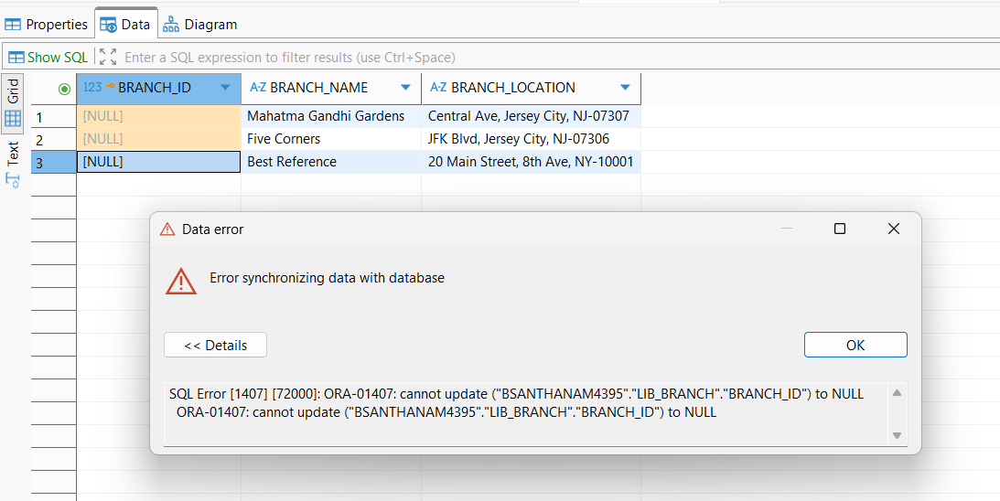 Properties Data Diagram
Show SQL Enter a SQL expression to filter results (use Ctrl+Space)
Grid
Text
123 BRANCH_ID A-Z BRANCH_NAME A-Z BRANCH_LOCATION
1 [NULL] Mahatma Gandhi Gardens Central Ave, Jersey City, NJ-07307
2 [NULL] Five Corners JFK Blvd, Jersey City, NJ-07306
3 [NULL] Best Reference 20 Main Street, 8th Ave, NY-10001
Data error
Error synchronizing data with database
<< Details OK
SQL Error [1407] [72000]: ORA-01407: cannot update ("BSANTHANAM4395"."LIB_BRANCH"."BRANCH_ID") to NULL
ORA-01407: cannot update ("BSANTHANAM4395"."LIB_BRANCH"."BRANCH_ID") to NULL